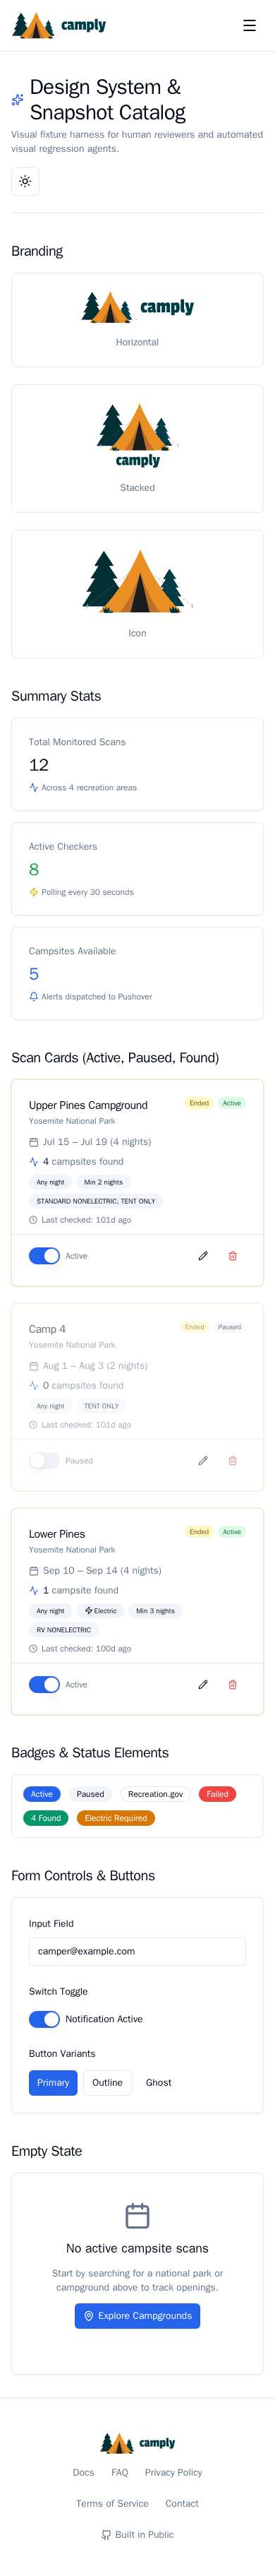 camply
Design System &
Snapshot Catalog
Visual fixture harness for human reviewers and automated
visual regression agents.
Branding
camply
Horizontal
camply
Stacked
Icon
Summary Stats
Total Monitored Scans
12
Across 4 recreation areas
Active Checkers
8
Polling every 30 seconds
Campsites Available
5
Alerts dispatched to Pushover
Scan Cards (Active, Paused, Found)
Upper Pines Campground
Ended
Active
Yosemite National Park
Jul 15 – Jul 19 (4 nights)
4 campsites found
Any night
Min 2 nights
STANDARD NONELECTRIC, TENT ONLY
Last checked: 101d ago
Active
Camp 4
Ended
Paused
Yosemite National Park
Aug 1 – Aug 3 (2 nights)
0 campsites found
Any night
TENT ONLY
Last checked: 101d ago
Paused
Lower Pines
Ended
Active
Yosemite National Park
Sep 10 – Sep 14 (4 nights)
1 campsite found
Any night
Electric
Min 3 nights
RV NONELECTRIC
Last checked: 100d ago
Active
Badges & Status Elements
Active
Paused
Recreation.gov
Failed
4 Found
Electric Required
Form Controls & Buttons
Input Field
camper@example.com
Switch Toggle
Notification Active
Button Variants
Primary
Outline
Ghost
Empty State
No active campsite scans
Start by searching for a national park or
campground above to track openings.
Explore Campgrounds
camply
Docs
FAQ
Privacy Policy
Terms of Service
Contact
Built in Public